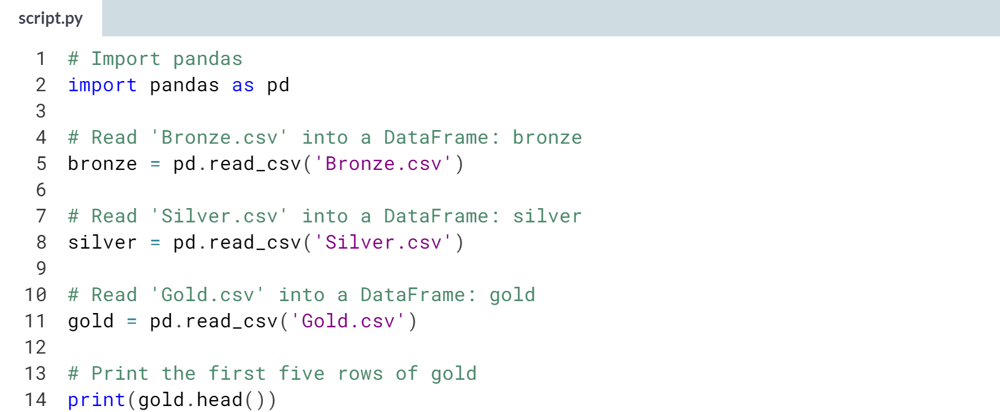 script.py
1 # Import pandas
2 import pandas as pd
3
4 # Read 'Bronze.csv' into a DataFrame: bronze
5 bronze = pd.read_csv('Bronze.csv')
6
7 # Read 'Silver.csv' into a DataFrame: silver
8 silver = pd.read_csv('Silver.csv')
9
10 # Read 'Gold.csv' into a DataFrame: gold
11 gold = pd.read_csv('Gold.csv')
12
13 # Print the first five rows of gold
14 print(gold.head())